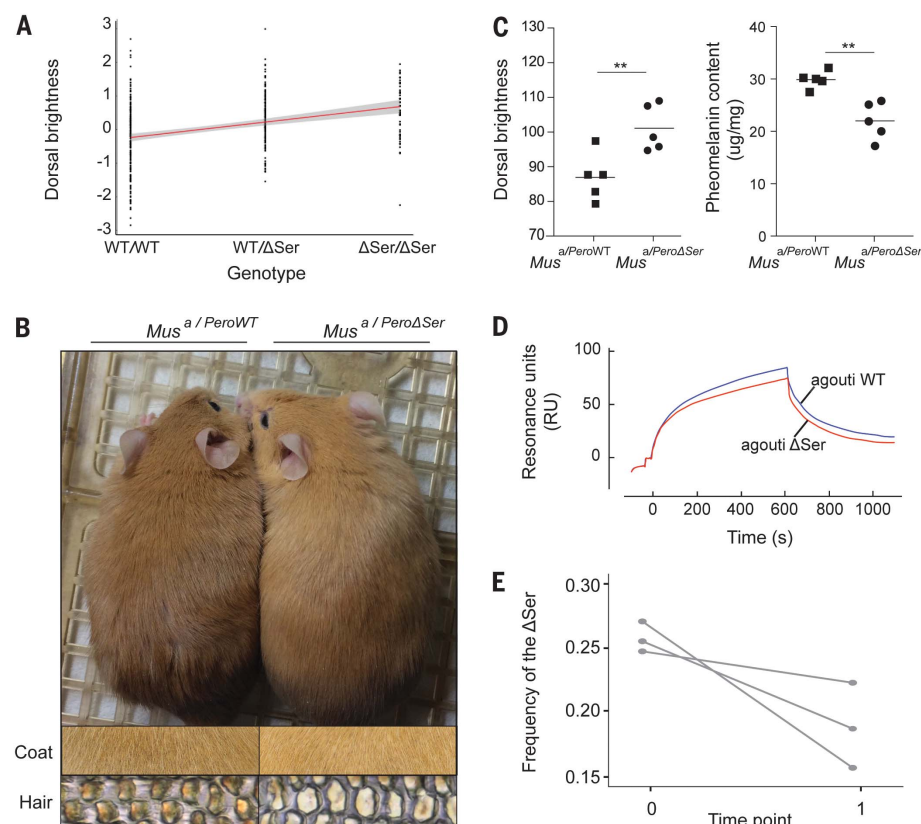 A
Dorsal brightness
3
2
1
0
-1
-2
-3
WT/WT
WT/ΔSer
ΔSer/ΔSer
Genotype
B
Mus a / PeroWT
Mus a / PeroΔSer
Coat
Hair
C
Dorsal brightness
130
120
110
100
90
80
70
**
Mus a/PeroWT
Mus a/PeroΔSer
Pheomelanin content
(ug/mg)
40
30
20
10
0
**
Mus a/PeroWT
Mus a/PeroΔSer
D
Resonance units
(RU)
100
50
0
agouti WT
agouti ΔSer
0 200 400 600 800 1000
Time (s)
E
Frequency of the ΔSer
0.30
0.25
0.20
0.15
0 1
Time point